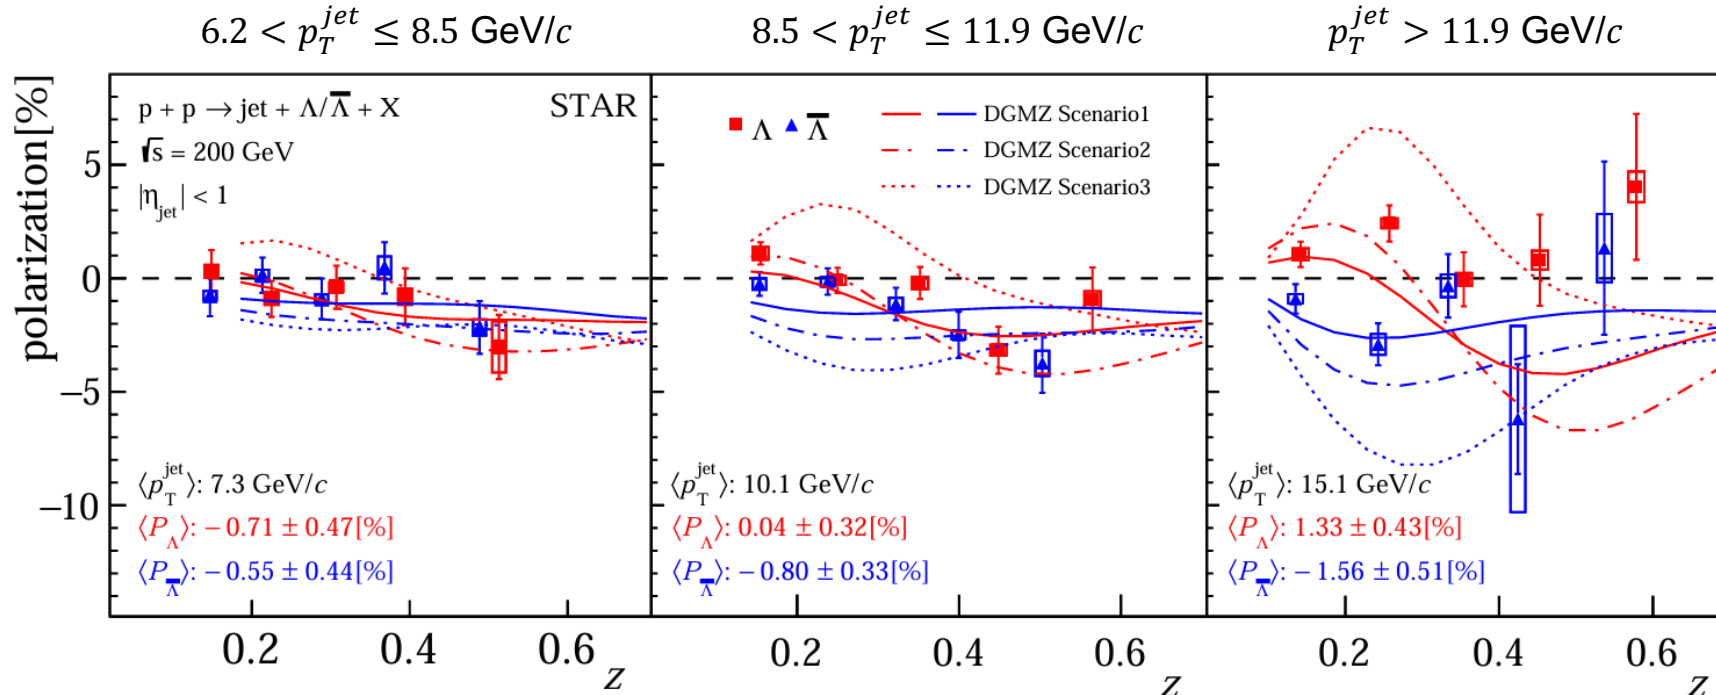 6.2 < p_T^jet ≤ 8.5 GeV/c
8.5 < p_T^jet ≤ 11.9 GeV/c
p_T^jet > 11.9 GeV/c
polarization[%]
5
0
−5
−10
p + p → jet + Λ/Λ̅ + X
STAR
√s = 200 GeV
|η_jet| < 1
⟨p_T^jet⟩: 7.3 GeV/c
⟨P_Λ⟩: − 0.71 ± 0.47[%]
⟨P_Λ̅⟩: − 0.55 ± 0.44[%]
0.2 0.4 0.6
z
Λ Λ̅
DGMZ Scenario1
DGMZ Scenario2
DGMZ Scenario3
⟨p_T^jet⟩: 10.1 GeV/c
⟨P_Λ⟩: 0.04 ± 0.32[%]
⟨P_Λ̅⟩: − 0.80 ± 0.33[%]
0.2 0.4 0.6
z
⟨p_T^jet⟩: 15.1 GeV/c
⟨P_Λ⟩: 1.33 ± 0.43[%]
⟨P_Λ̅⟩: − 1.56 ± 0.51[%]
0.2 0.4 0.6
z